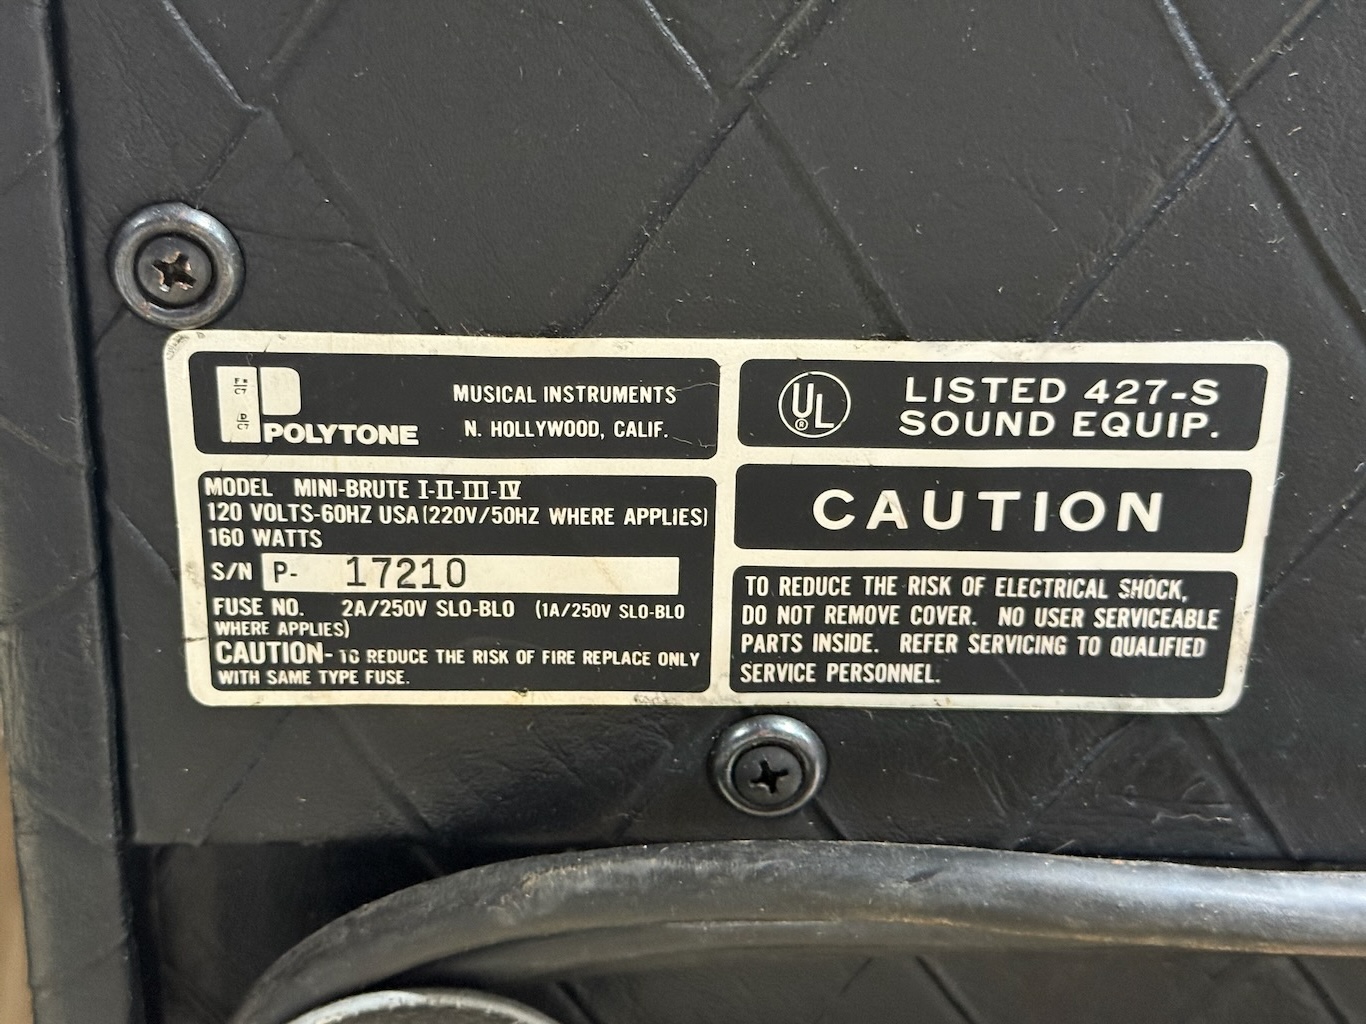 F #
C7
D
C7
POLYTONE
MUSICAL INSTRUMENTS
N. HOLLYWOOD, CALIF.
MODEL MINI-BRUTE I-II-III-IV
120 VOLTS-60HZ USA (220V/50HZ WHERE APPLIES)
160 WATTS
S/N P- 17210
FUSE NO. 2A/250V SLO-BLO (1A/250V SLO-BLO
WHERE APPLIES)
CAUTION- TO REDUCE THE RISK OF FIRE REPLACE ONLY
WITH SAME TYPE FUSE.
UL ®
LISTED 427-S
SOUND EQUIP.
CAUTION
TO REDUCE THE RISK OF ELECTRICAL SHOCK,
DO NOT REMOVE COVER. NO USER SERVICEABLE
PARTS INSIDE. REFER SERVICING TO QUALIFIED
SERVICE PERSONNEL.